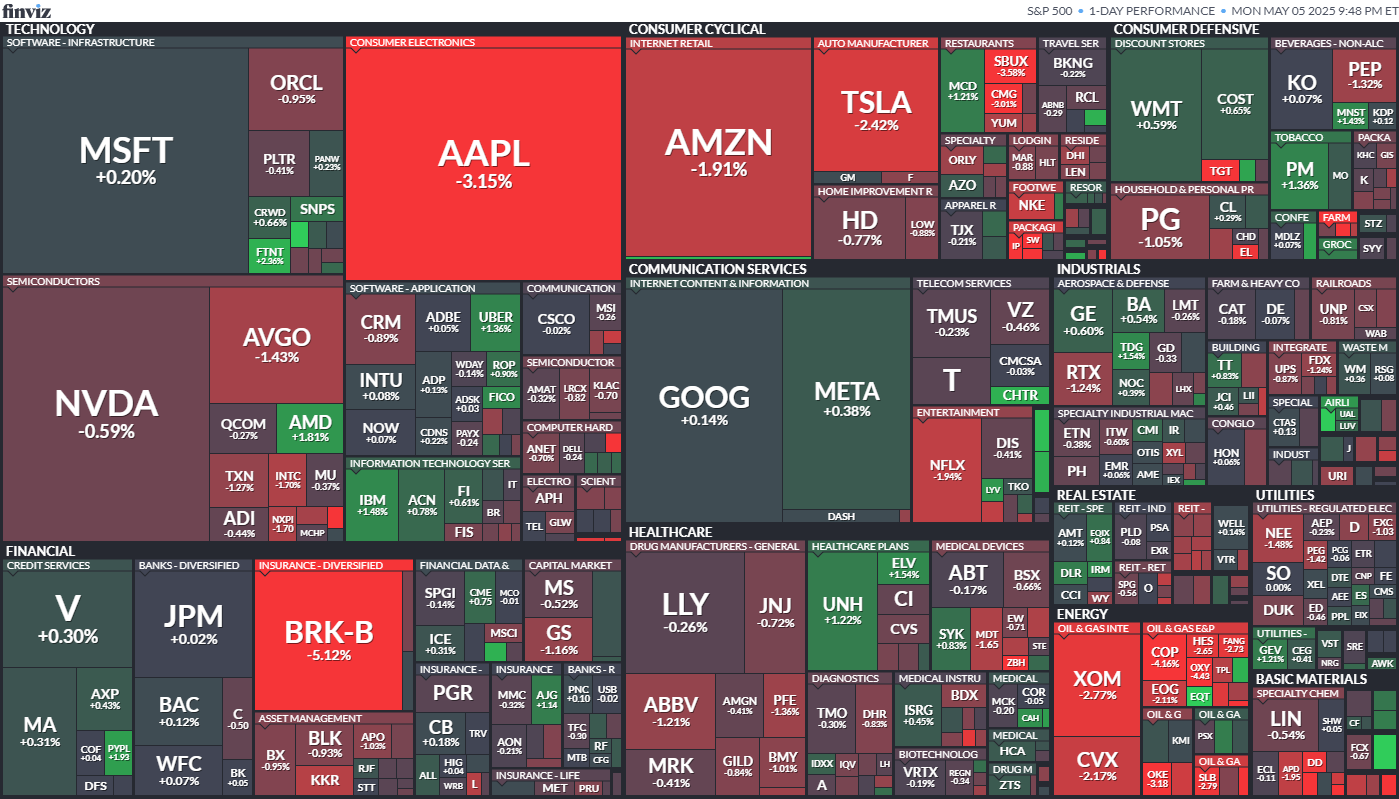 finviz
S&P 500 • 1-DAY PERFORMANCE • MON MAY 05 2025 9:48 PM ET
TECHNOLOGY
SOFTWARE - INFRASTRUCTURE
MSFT
+0.20%
ORCL
-0.95%
PLTR
-0.41%
PANW
+0.23%
CRWD
+0.66%
SNPS
FTNT
+2.36%
CONSUMER ELECTRONICS
AAPL
-3.15%
SEMICONDUCTORS
NVDA
-0.59%
AVGO
-1.43%
QCOM
-0.27%
AMD
+1.81%
TXN
-1.27%
INTC
-1.70%
MU
-0.37%
ADI
-0.44%
NXPI
-1.70
MCHP
SOFTWARE - APPLICATION
CRM
-0.89%
ADBE
+0.05%
UBER
+1.36%
INTU
+0.08%
ADP
+0.13%
WDAY
-0.14%
ROP
+0.90%
ADSK
+0.03
FICO
NOW
+0.07%
CDNS
+0.22%
PAYX
-0.24
COMMUNICATION
CSCO
-0.02%
MSI
-0.26
SEMICONDUCTOR
AMAT
-0.32%
LRCX
-0.82
KLAC
-0.70
COMPUTER HARD
ANET
-0.70%
DELL
-0.24
INFORMATION TECHNOLOGY SER
IBM
+1.48%
ACN
+0.78%
FI
+0.61%
IT
BR
FIS
ELECTRO
APH
TEL
GLW
SCIENT
CONSUMER CYCLICAL
INTERNET RETAIL
AMZN
-1.91%
AUTO MANUFACTURER
TSLA
-2.42%
GM
F
HOME IMPROVEMENT R
HD
-0.77%
LOW
-0.88%
RESTAURANTS
MCD
+1.21%
SBUX
-3.58%
CMG
-3.01%
YUM
TRAVEL SER
BKNG
-0.22%
ABNB
-0.29
RCL
SPECIALTY
ORLY
AZO
LODGIN
MAR
-0.88
HLT
RESIDE
DHI
LEN
APPAREL R
TJX
-0.21%
FOOTWE
NKE
RESOR
PACKAGI
IP
SW
CONSUMER DEFENSIVE
DISCOUNT STORES
WMT
+0.59%
COST
+0.65%
TGT
BEVERAGES - NON-ALC
KO
+0.07%
PEP
-1.32%
MNST
+1.43%
KDP
+0.12
TOBACCO
PM
+1.36%
MO
PACKA
KHC
GIS
K
HOUSEHOLD & PERSONAL PR
PG
-1.05%
CL
+0.29%
CHD
EL
CONFE
MDLZ
+0.07%
FARM
GROC
STZ
SYY
COMMUNICATION SERVICES
INTERNET CONTENT & INFORMATION
GOOG
+0.14%
META
+0.38%
DASH
TELECOM SERVICES
TMUS
-0.23%
VZ
-0.46%
T
CMCSA
-0.03%
CHTR
ENTERTAINMENT
NFLX
-1.94%
DIS
-0.41%
LYV
TKO
INDUSTRIALS
AEROSPACE & DEFENSE
GE
+0.60%
BA
+0.54%
LMT
-0.26%
RTX
-1.24%
TDG
+1.54%
GD
-0.33
NOC
+0.39%
LHX
FARM & HEAVY CO
CAT
-0.18%
DE
-0.07%
RAILROADS
UNP
-0.81%
CSX
WAB
BUILDING
TT
+0.83%
JCI
+0.46
LII
INTEGRATE
UPS
-0.87%
FDX
-1.24%
WASTE M
WM
+0.36
RSG
+0.08
SPECIALTY INDUSTRIAL MAC
ETN
-0.38%
ITW
-0.60%
CMI
IR
OTIS
XYL
PH
EMR
+0.06%
AME
IEX
CONGLO
HON
+0.06%
SPECIAL
CTAS
+0.13
AIRLI
UAL
LUV
INDUST
J
URI
FINANCIAL
CREDIT SERVICES
V
+0.30%
MA
+0.31%
AXP
+0.43%
COF
+0.04
PYPL
+1.93
DFS
BANKS - DIVERSIFIED
JPM
+0.02%
BAC
+0.12%
C
-0.50
WFC
+0.07%
BK
+0.05
INSURANCE - DIVERSIFIED
BRK-B
-5.12%
ASSET MANAGEMENT
BX
-0.95%
BLK
-0.93%
APO
-1.03%
KKR
RJF
STT
FINANCIAL DATA &
SPGI
-0.14%
CME
+0.75
MCO
-0.01
ICE
+0.31%
MSCI
CAPITAL MARKET
MS
-0.52%
GS
-1.16%
INSURANCE -
PGR
CB
+0.18%
TRV
ALL
HIG
+0.04
WRB
L
INSURANCE
MMC
-0.32%
AJG
+1.14
AON
-0.21%
BANKS - R
PNC
+0.10
USB
-0.02
TFC
-0.30
RF
MTB
CFG
INSURANCE - LIFE
MET
PRU
HEALTHCARE
DRUG MANUFACTURERS - GENERAL
LLY
-0.26%
JNJ
-0.72%
ABBV
-1.21%
AMGN
-0.41%
PFE
-1.36%
MRK
-0.41%
GILD
-0.84%
BMY
-1.01%
HEALTHCARE PLANS
UNH
+1.22%
ELV
+1.54%
CI
CVS
MEDICAL DEVICES
ABT
-0.17%
BSX
-0.66%
SYK
+0.83%
MDT
-1.65
EW
-0.71
STE
ZBH
DIAGNOSTICS
TMO
-0.30%
DHR
-0.83%
IDXX
IQV
LH
A
MEDICAL INSTRU
ISRG
+0.45%
BDX
MEDICAL
MCK
-0.20
COR
-0.05
CAH
BIOTECHNOLOG
VRTX
-0.19%
REGN
-0.34
MEDICAL
HCA
DRUG M
ZTS
REAL ESTATE
REIT - SPE
AMT
+0.12%
EQIX
+0.84
DLR
IRM
CCI
WY
REIT - IND
PLD
-0.08
PSA
EXR
REIT -
WELL
+0.14%
VTR
REIT - RET
SPG
-0.56
O
UTILITIES
UTILITIES - REGULATED ELEC
NEE
-1.48%
AEP
-0.23%
D
EXC
-1.03
PEG
-1.42
PCG
-0.06
ETR
SO
0.00%
XEL
DTE
CNP
FE
AEE
ES
CMS
DUK
ED
-0.46
PPL
EIX
UTILITIES -
GEV
+1.21%
CEG
+0.41
VST
NRG
SRE
AWK
ENERGY
OIL & GAS INTE
XOM
-2.77%
CVX
-2.17%
OIL & GAS E&P
COP
-4.16%
HES
-2.65
FANG
-2.73
OXY
-4.43
TPL
EOG
-2.11%
EQT
OIL & G
KMI
OKE
-3.18
OIL & GA
PSX
OIL & GA
SLB
-2.79
BASIC MATERIALS
SPECIALTY CHEM
LIN
-0.54%
SHW
+0.05
ECL
-0.11
APD
-1.95
DD
CF
FCX
-0.67